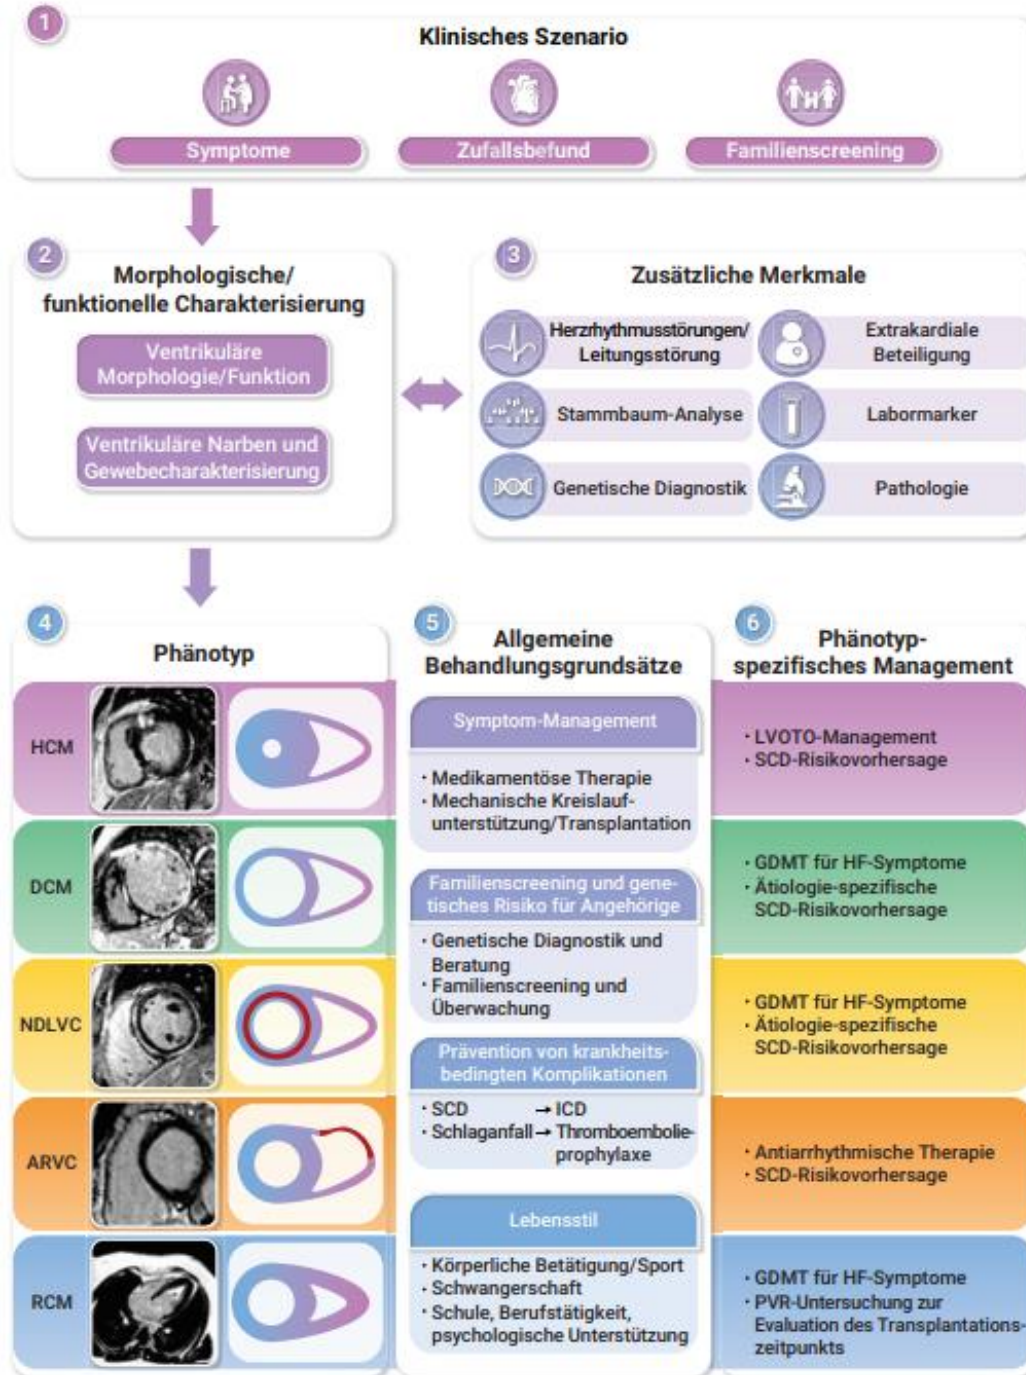 1
Klinisches Szenario
Symptome
Zufallsbefund
Familienscreening
2
Morphologische/
funktionelle Charakterisierung
Ventrikuläre
Morphologie/Funktion
Ventrikuläre Narben und
Gewebecharakterisierung
3
Zusätzliche Merkmale
Herzrhythmusstörungen/
Leitungsstörung
Extrakardiale
Beteiligung
Stammbaum-Analyse
Labormarker
Genetische Diagnostik
Pathologie
4
Phänotyp
HCM
DCM
NDLVC
ARVC
RCM
5
Allgemeine
Behandlungsgrundsätze
Symptom-Management
· Medikamentöse Therapie
· Mechanische Kreislauf-
unterstützung/Transplantation
Familienscreening und gene-
tisches Risiko für Angehörige
· Genetische Diagnostik und
Beratung
· Familienscreening und
Überwachung
Prävention von krankheits-
bedingten Komplikationen
· SCD → ICD
· Schlaganfall → Thromboembolie-
prophylaxe
Lebensstil
· Körperliche Betätigung/Sport
· Schwangerschaft
· Schule, Berufstätigkeit,
psychologische Unterstützung
6
Phänotyp-
spezifisches Management
· LVOTO-Management
· SCD-Risikovorhersage
· GDMT für HF-Symptome
· Ätiologie-spezifische
SCD-Risikovorhersage
· GDMT für HF-Symptome
· Ätiologie-spezifische
SCD-Risikovorhersage
· Antiarrhythmische Therapie
· SCD-Risikovorhersage
· GDMT für HF-Symptome
· PVR-Untersuchung zur
Evaluation des Transplantations-
zeitpunkts